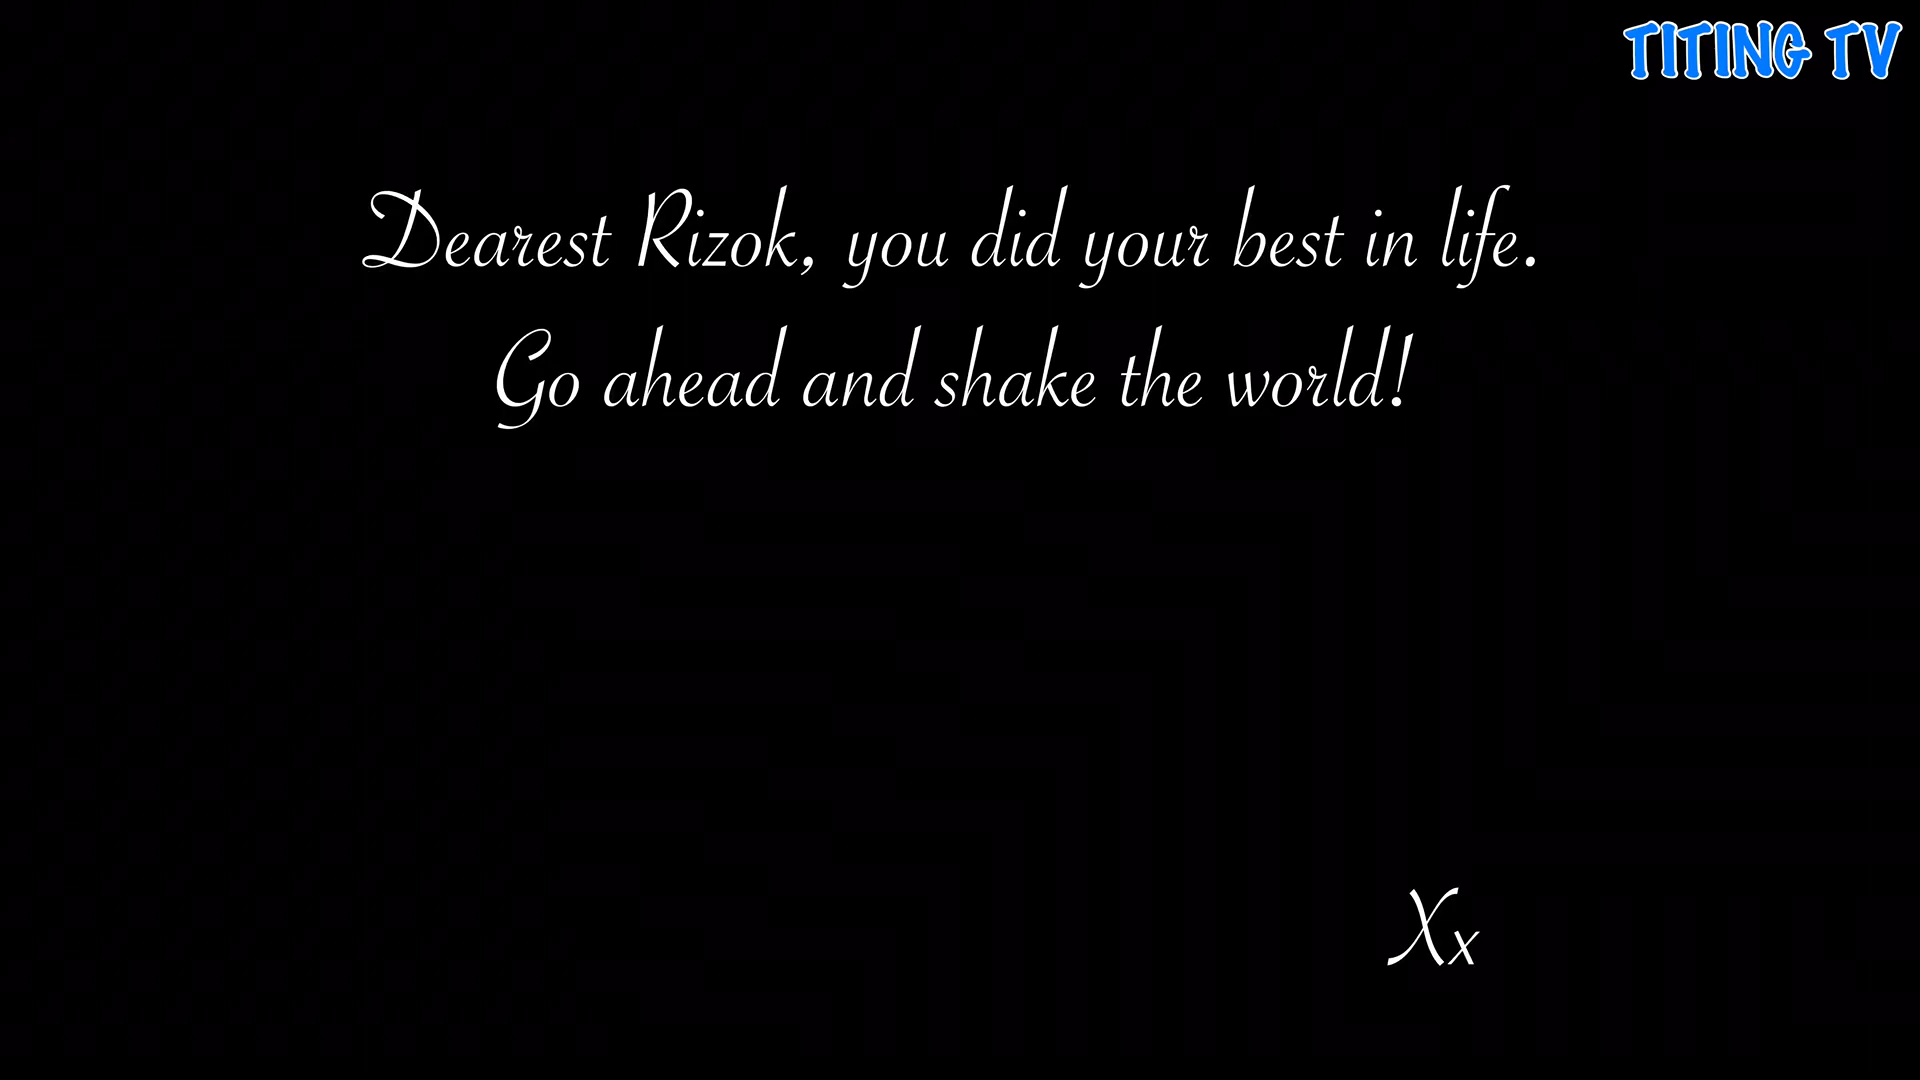 TITING TV
Dearest Rizok, you did your best in life.
Go ahead and shake the world!
Xx